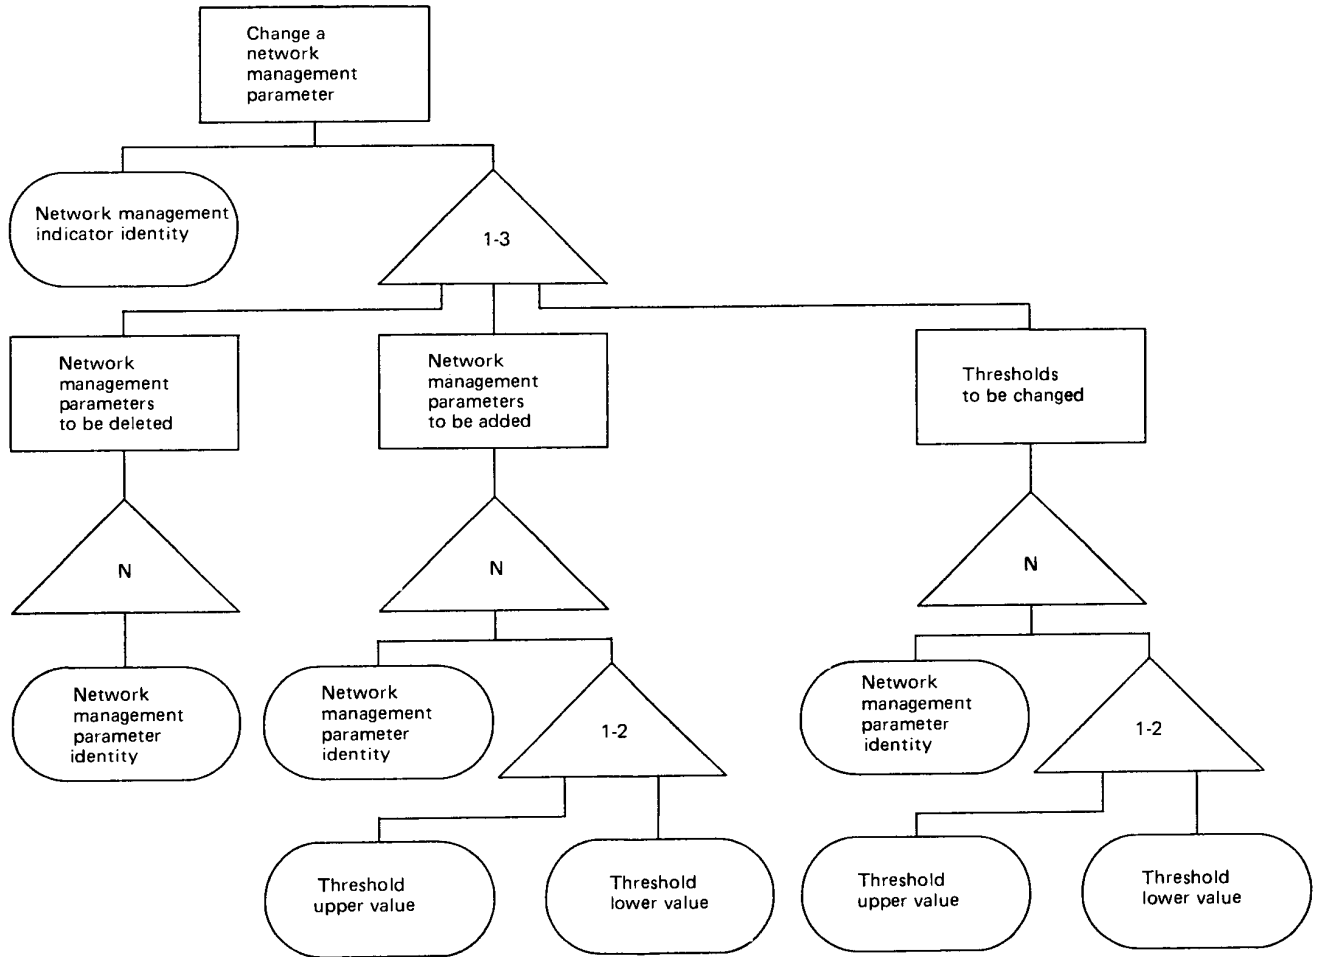 Change a
network
management
parameter
Network management
indicator identity
1-3
Network
management
parameters
to be deleted
Network
management
parameters
to be added
Thresholds
to be changed
N
N
N
Network
management
parameter
identity
Network
management
parameter
identity
1-2
Network
management
parameter
identity
1-2
Threshold
upper value
Threshold
lower value
Threshold
upper value
Threshold
lower value